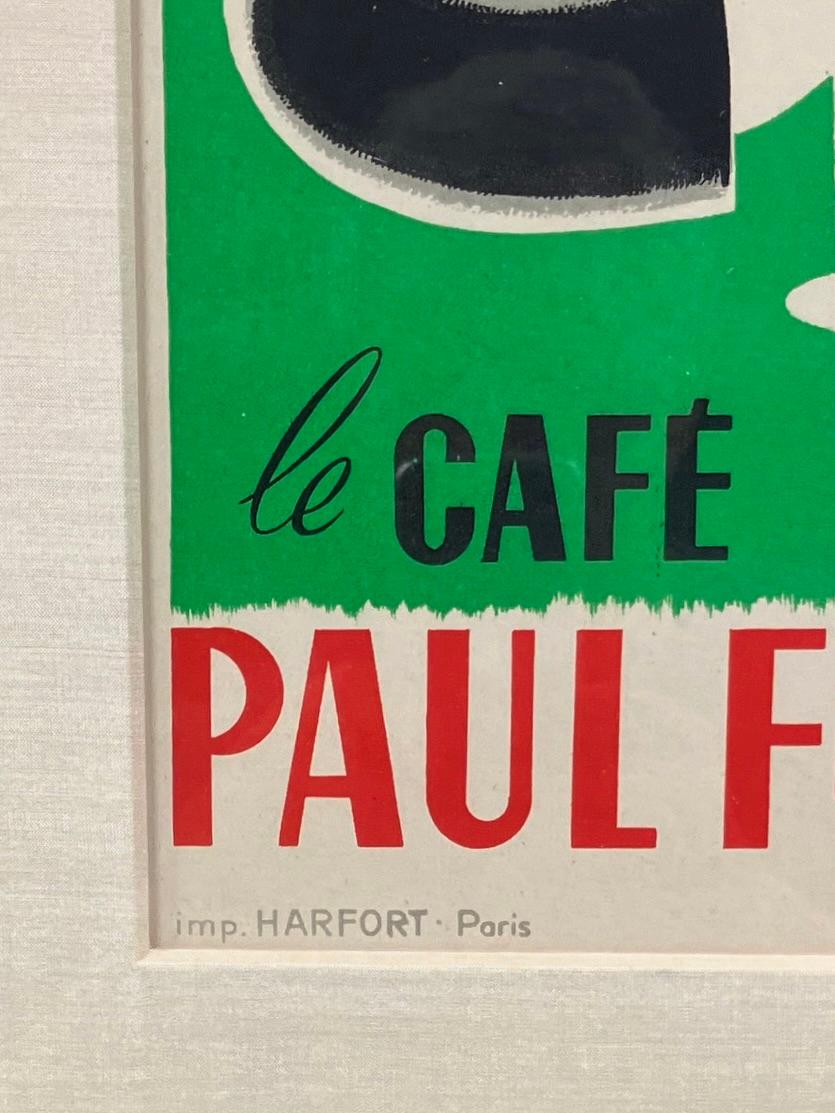 le CAFÉ
PAUL F
imp. HARFORT · Paris